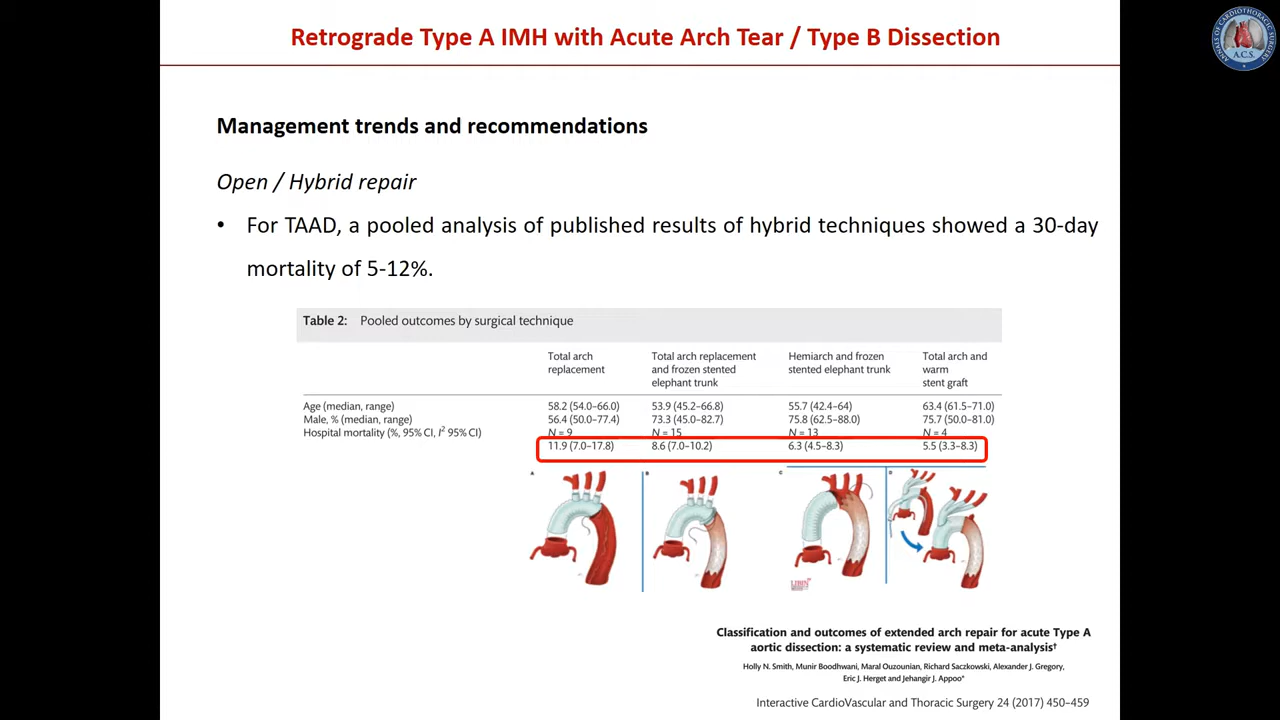 Retrograde Type A IMH with Acute Arch Tear / Type B Dissection
ANNALS OF CARDIOTHORACIC SURGERY
A.C.S.
Management trends and recommendations
Open / Hybrid repair
• For TAAD, a pooled analysis of published results of hybrid techniques showed a 30-day
mortality of 5-12%.
Table 2: Pooled outcomes by surgical technique
Total arch Total arch replacement Hemiarch and frozen Total arch and
replacement and frozen stented stented elephant trunk warm
elephant trunk stent graft
Age (median, range) 58.2 (54.0–66.0) 53.9 (45.2–66.8) 55.7 (42.4–64) 63.4 (61.5–71.0)
Male, % (median, range) 56.4 (50.0–77.4) 73.3 (45.0–82.7) 75.8 (62.5–88.0) 75.7 (50.0–81.0)
Hospital mortality (%, 95% CI, I² 95% CI) N = 9 N = 15 N = 13 N = 4
11.9 (7.0–17.8) 8.6 (7.0–10.2) 6.3 (4.5–8.3) 5.5 (3.3–8.3)
A B C D
LIBIN
Classification and outcomes of extended arch repair for acute Type A
aortic dissection: a systematic review and meta-analysis†
Holly N. Smith, Munir Boodhwani, Maral Ouzounian, Richard Saczkowski, Alexander J. Gregory,
Eric J. Herget and Jehangir J. Appoo*
Interactive CardioVascular and Thoracic Surgery 24 (2017) 450–459